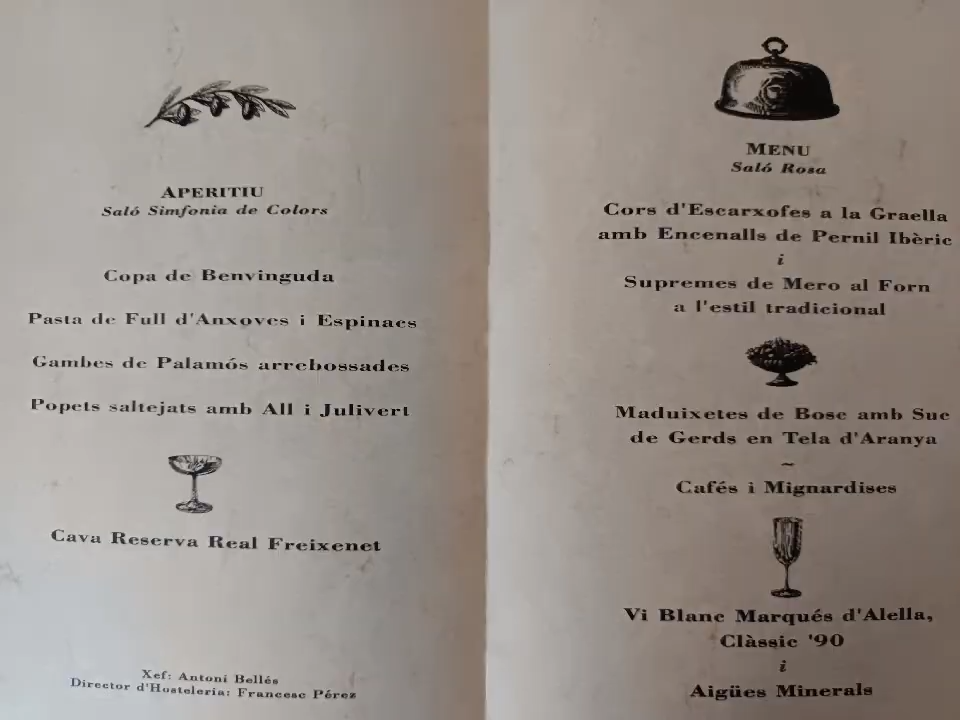 APERITIU
Saló Simfonia de Colors
Copa de Benvinguda
Pasta de Full d'Anxoves i Espinacs
Gambes de Palamós arrebossades
Popets saltejats amb All i Julivert
Cava Reserva Real Freixenet
Xef: Antoni Bellés
Director d'Hosteleria: Francesc Pérez
MENU
Saló Rosa
Cors d'Escarxofes a la Graella
amb Encenalls de Pernil Ibèric
i
Supremes de Mero al Forn
a l'estil tradicional
Maduixetes de Bosc amb Suc
de Gerds en Tela d'Aranya
~
Cafés i Mignardises
Vi Blanc Marqués d'Alella,
Clàssic '90
i
Aigües Minerals